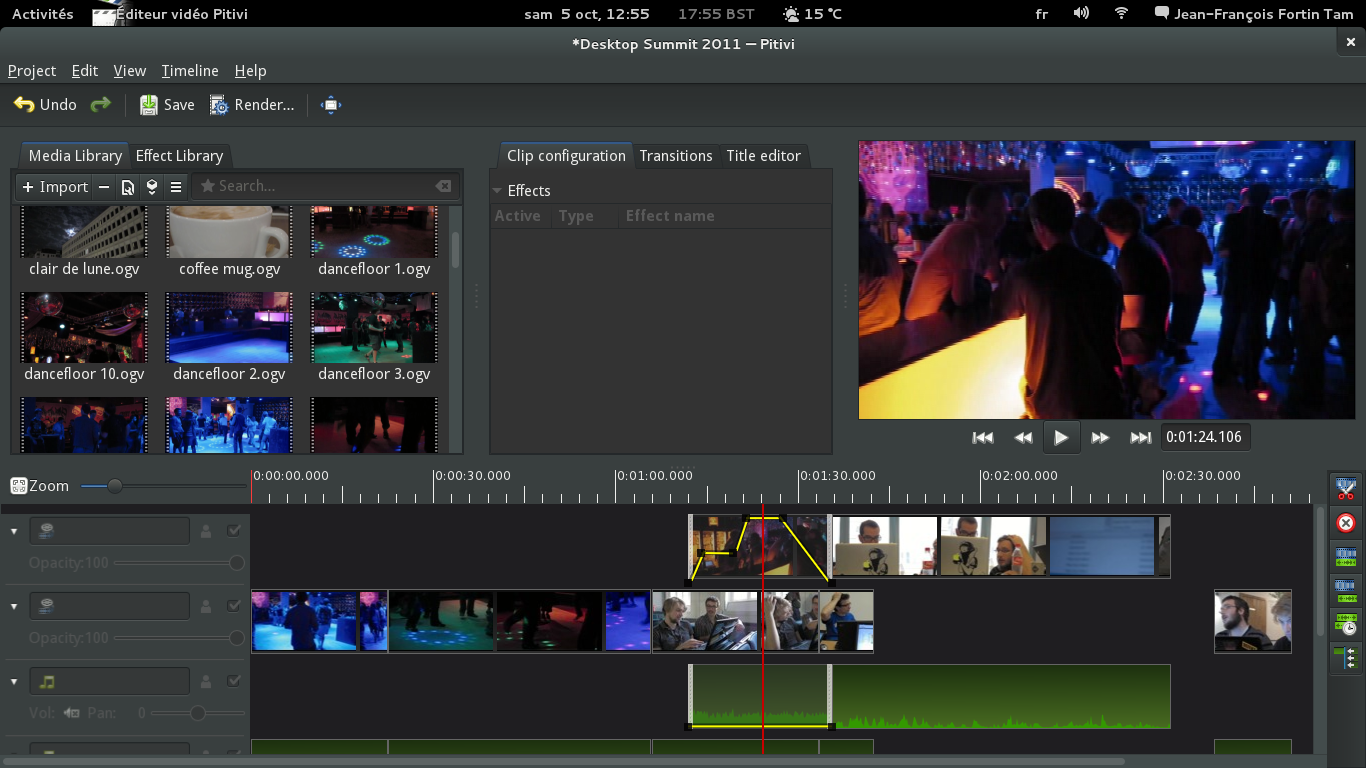 Activités Éditeur vidéo Pitivi sam 5 oct, 12:55 17:55 BST 15 °C fr Jean-François Fortin Tam
*Desktop Summit 2011 — Pitivi
Project Edit View Timeline Help
Undo Save Render...
Media Library Effect Library
Import Search...
clair de lune.ogv coffee mug.ogv dancefloor 1.ogv
dancefloor 10.ogv dancefloor 2.ogv dancefloor 3.ogv
Clip configuration Transitions Title editor
Effects
Active Type Effect name
0:01:24.106
Zoom 0:00:00.000 0:00:30.000 0:01:00.000 0:01:30.000 0:02:00.000 0:02:30.000
Opacity:100
Opacity:100
Vol: Pan: 0